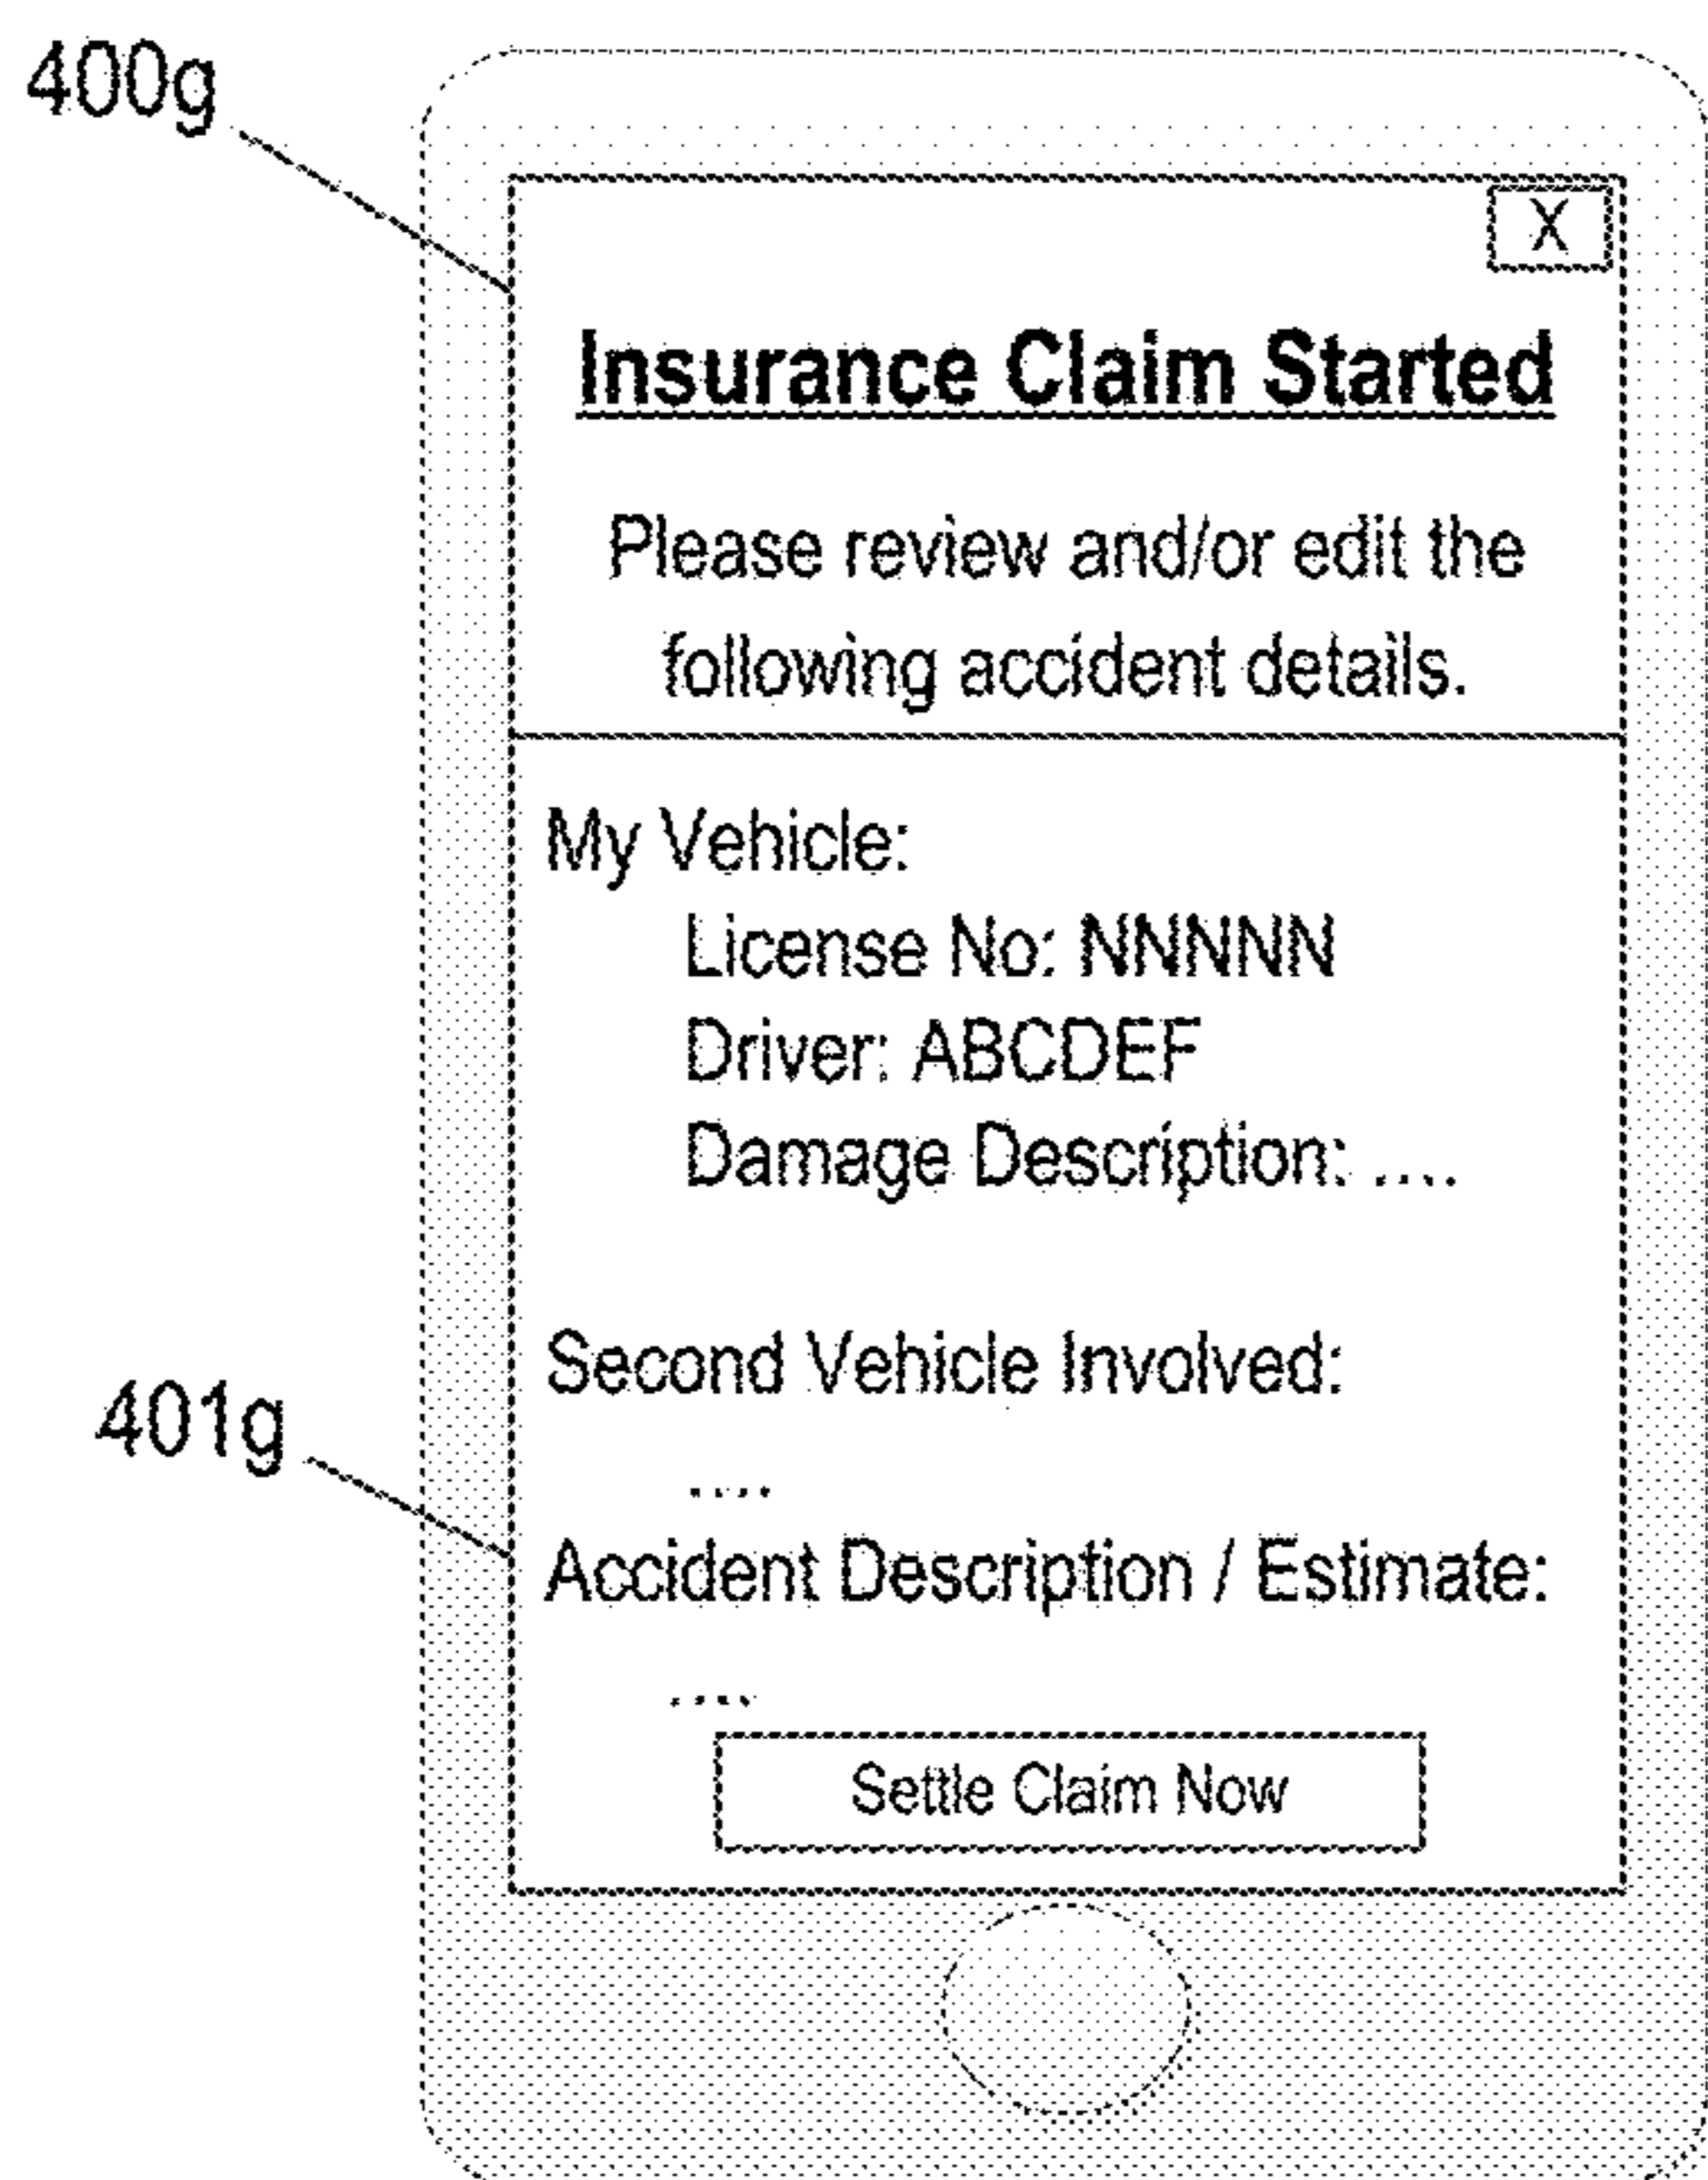 400g
X
Insurance Claim Started
Please review and/or edit the
following accident details.
My Vehicle:
License No: NNNNN
Driver: ABCDEF
Damage Description: ....
Second Vehicle Involved:
....
401g
Accident Description / Estimate:
....
Settle Claim Now